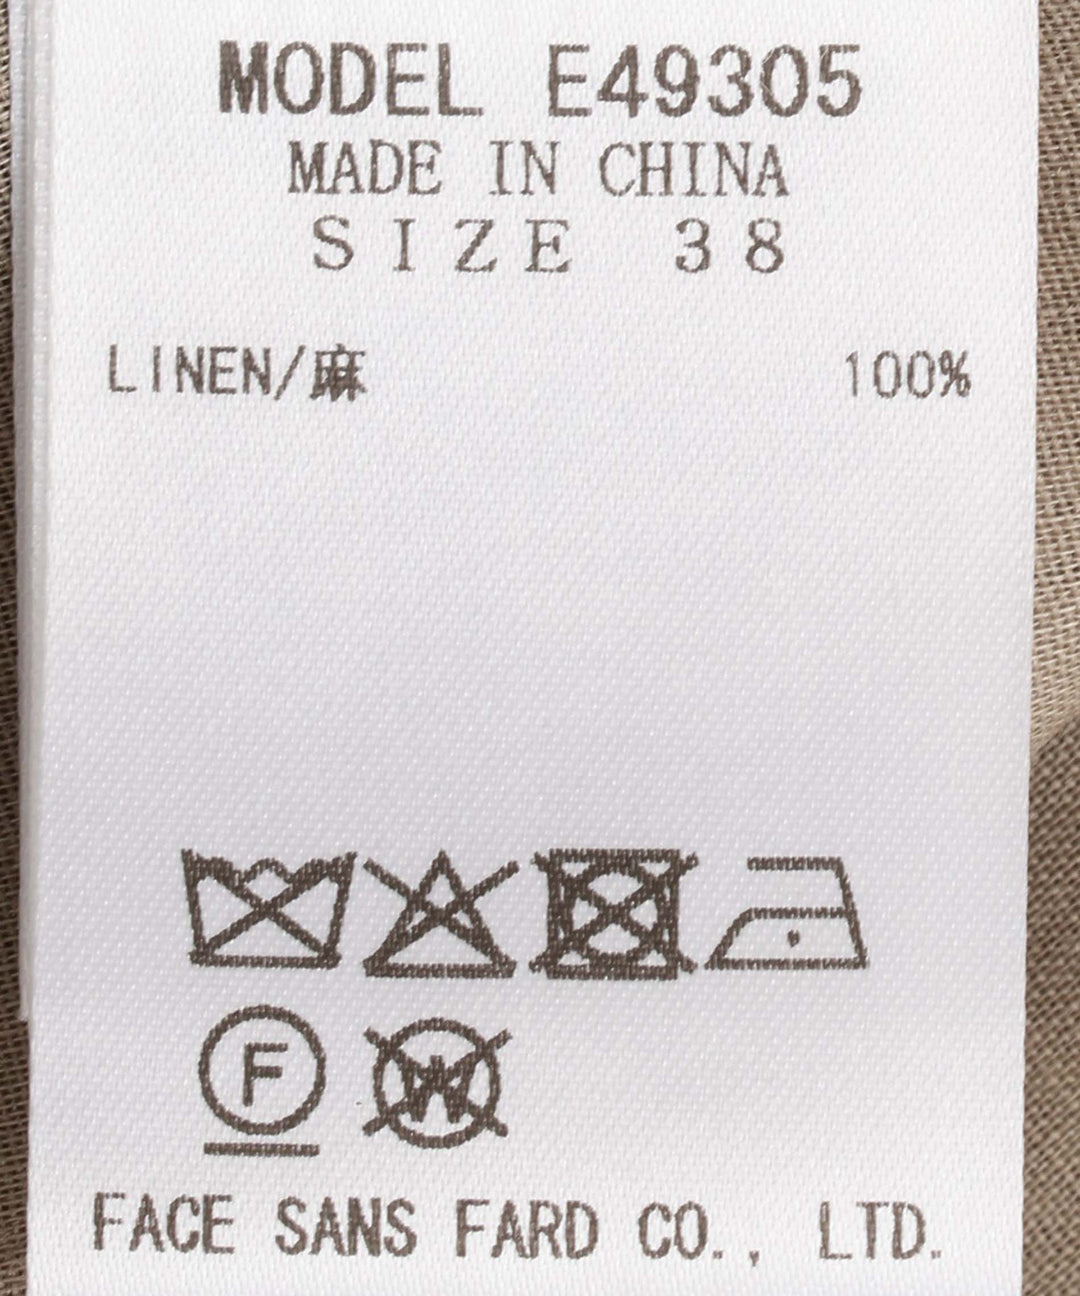 MODEL E49305
MADE IN CHINA
SIZE 38
LINEN/麻 100%
F W
FACE SANS FARD CO., LTD.